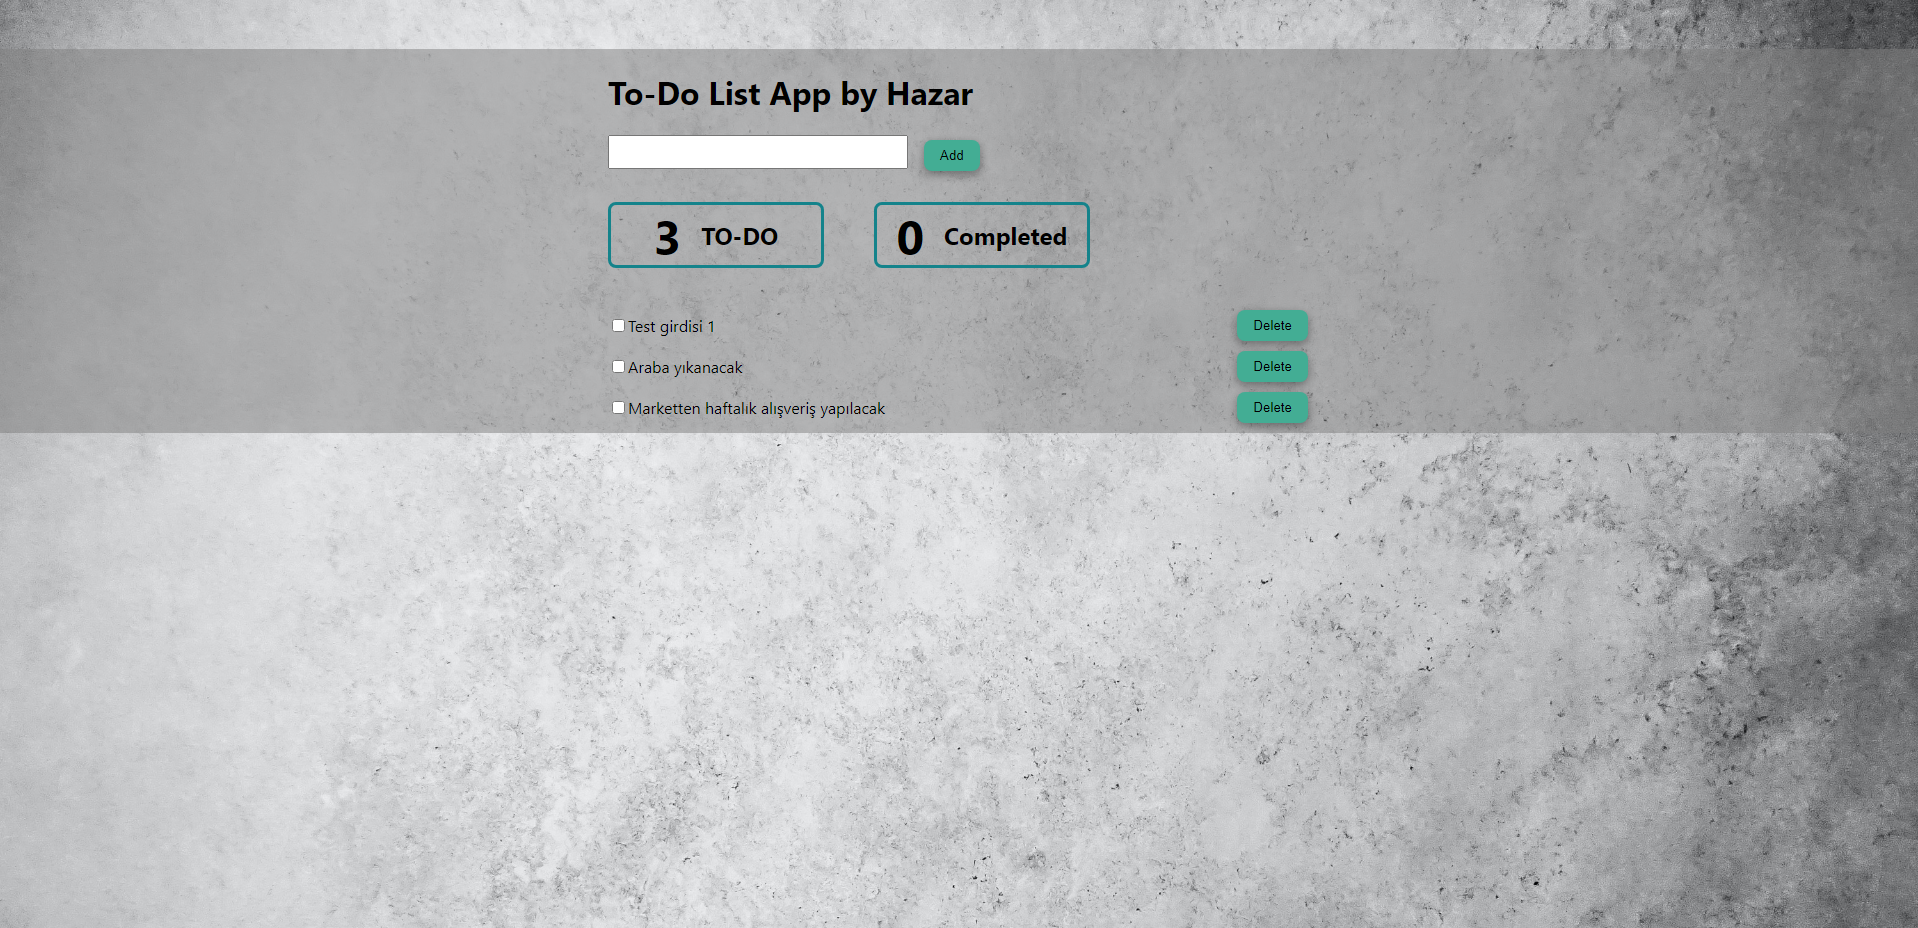 To-Do List App by Hazar
Add
3 TO-DO 0 Completed
Test girdisi 1 Delete
Araba yıkanacak Delete
Marketten haftalık alışveriş yapılacak Delete